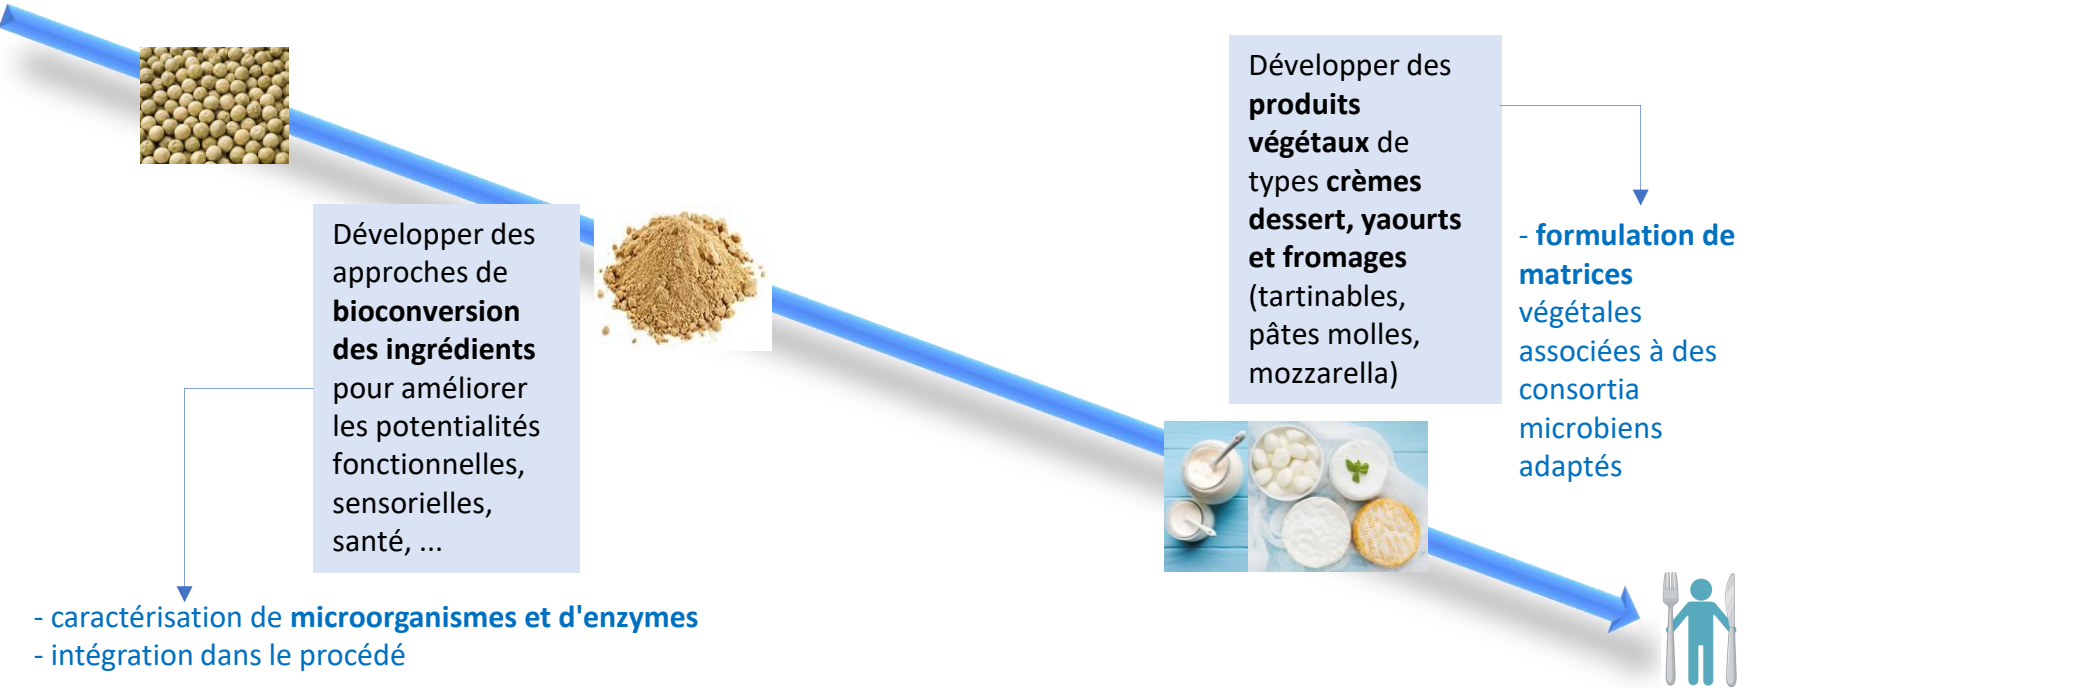 Développer des
approches de
bioconversion
des ingrédients
pour améliorer
les potentialités
fonctionnelles,
sensorielles,
santé, ...
- caractérisation de microorganismes et d'enzymes
- intégration dans le procédé
Développer des
produits
végétaux de
types crèmes
dessert, yaourts
et fromages
(tartinables,
pâtes molles,
mozzarella)
- formulation de
matrices
végétales
associées à des
consortia
microbiens
adaptés